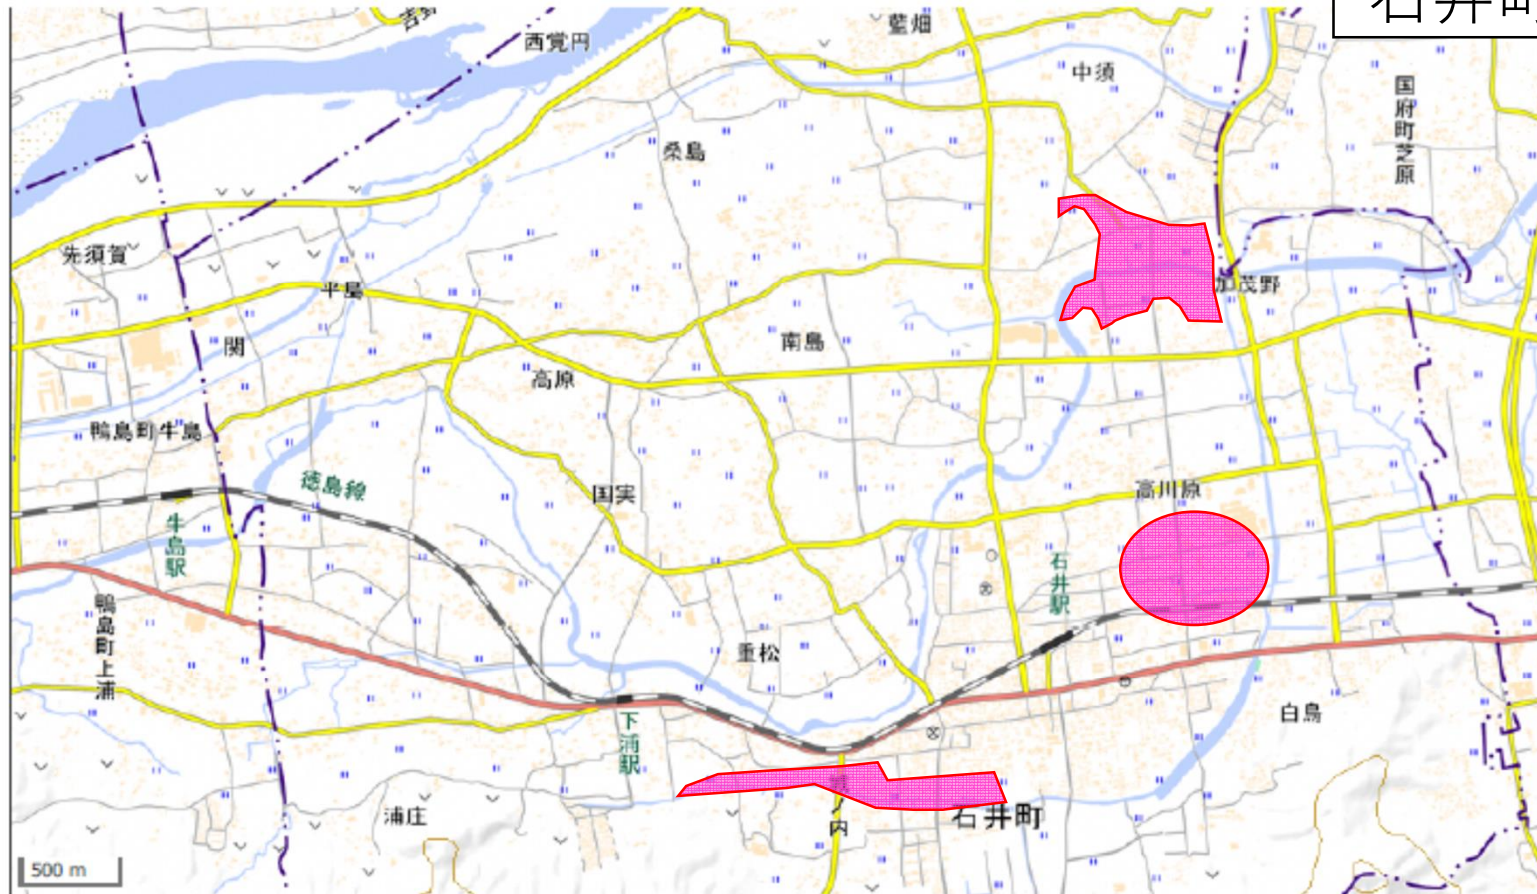 石井町
西覚円
藍畑
中須
国府町芝原
桑島
先須賀
平島
加茂野
関
南島
高原
鴨島町牛島
徳島線
国実
高川原
牛島駅
石井駅
鴨島町上浦
重松
白鳥
下浦駅
石井町
内
浦庄
500 m